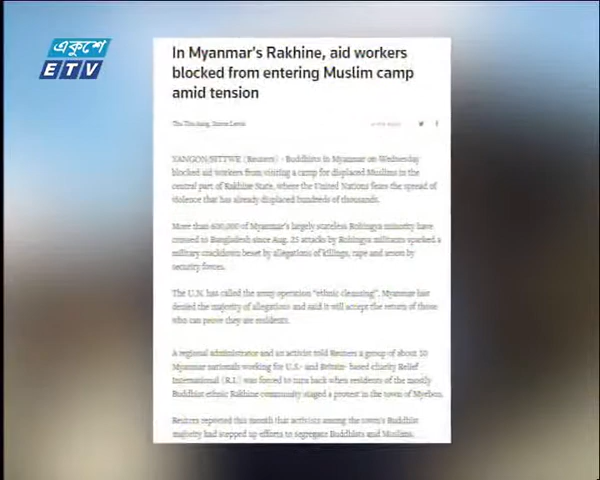 একুশে
ETV
In Myanmar's Rakhine, aid workers
blocked from entering Muslim camp
amid tension
YANGON/SITTWE (Reuters) - Buddhists in Myanmar on Wednesday
blocked aid workers from visiting a camp for displaced Muslims in the
central part of Rakhine State, where the United Nations fears the spread of
violence that has already displaced hundreds of thousands.
More than 600,000 of Myanmar's largely stateless Rohingya minority have
crossed to Bangladesh since Aug. 25 attacks by Rohingya militants sparked a
military crackdown beset by allegations of killings, rape and arson by
security forces.
The U.N. has called the army operation "ethnic cleansing". Myanmar has
denied the majority of allegations and said it will accept the return of those
who can prove they are residents.
A regional administrator and an activist told Reuters a group of about 10
Myanmar nationals working for U.S.- and Britain- based charity Relief
International (R.I.) was forced to turn back when residents of the mostly
Buddhist ethnic Rakhine community staged a protest in the town of Myebon.
Reuters reported this month that activists among the town's Buddhist
majority had stepped up efforts to segregate Buddhists and Muslims.